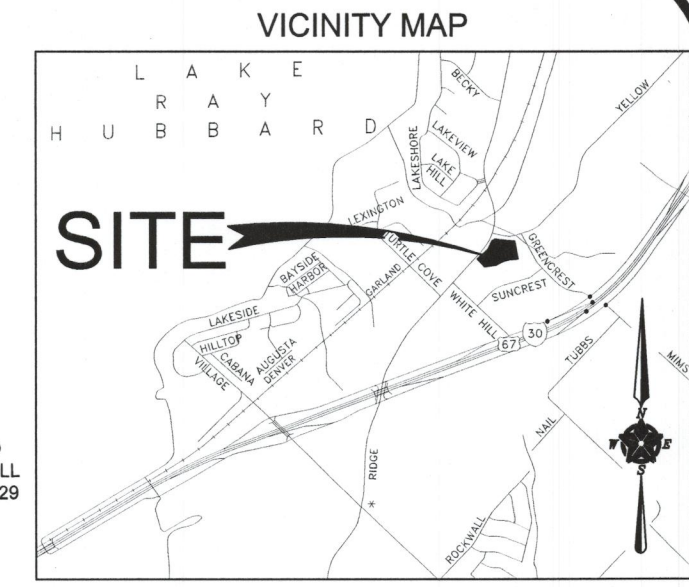 VICINITY MAP
L A K E
R A Y
H U B B A R D
BECKY
YELLOW
LAKEVIEW
LAKESHORE
LAKE
HILL
LEXINGTON
SITE
TURTLE COVE
GREENCREST
BAYSIDE
HARBOR
GARLAND
SUNCREST
LAKESIDE
WHITE HILL
HILLTOP
67
30
CABANA
AUGUSTA
DENVER
VILLAGE
TUBBS
MIMS
N
W
E
S
NAIL
LL
29
RIDGE
*
ROCKWALL